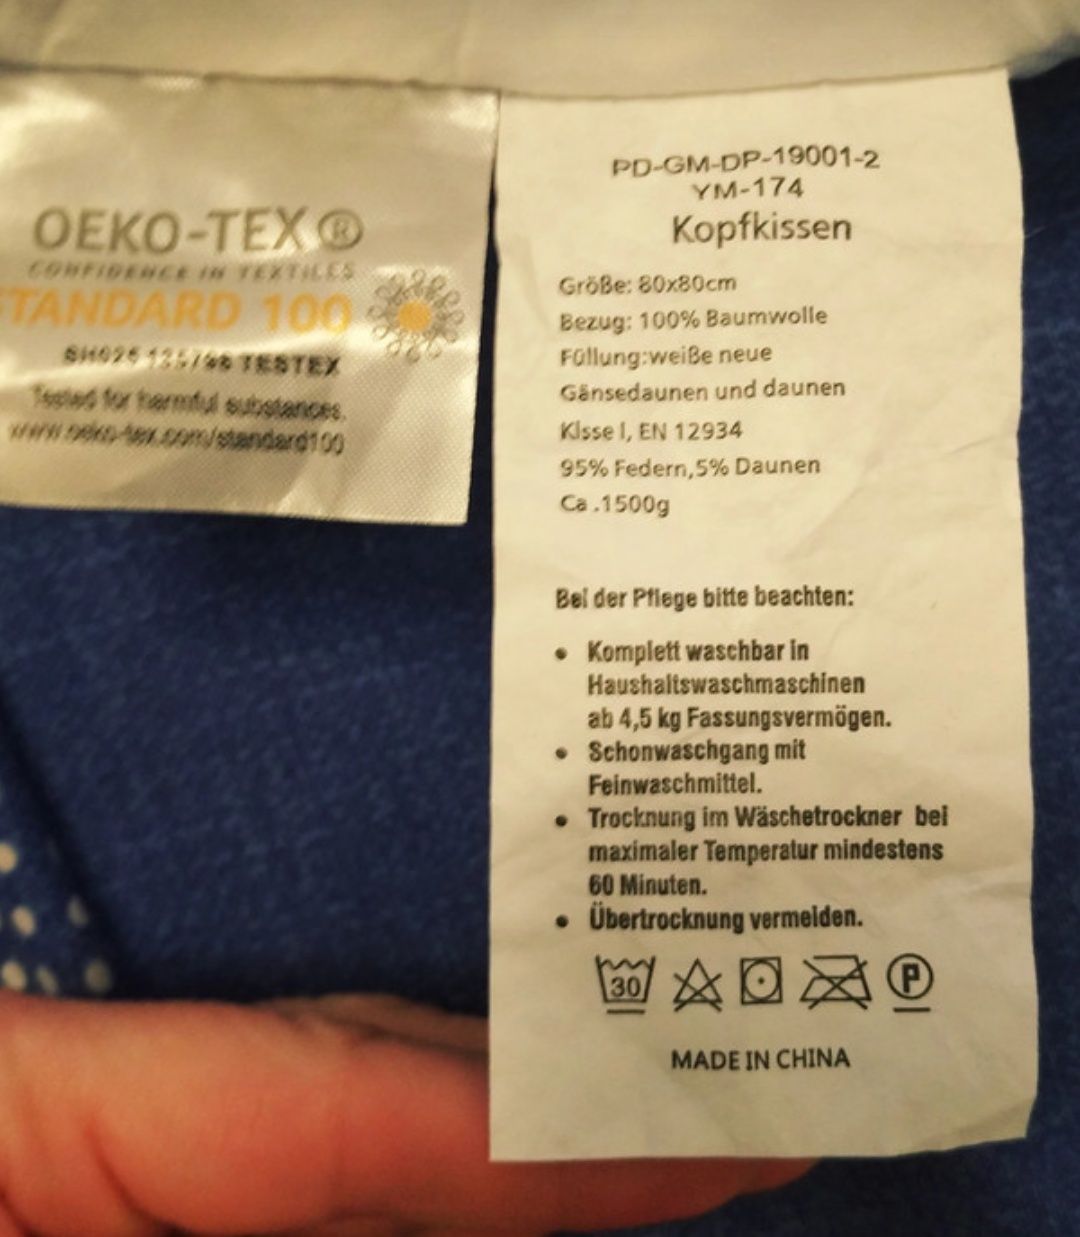 OEKO-TEX®
CONFIDENCE IN TEXTILES
STANDARD 100
TESTEX
Tested for harmful substances.
www.oeko-tex.com/standard100
PD-GM-DP-19001-2
YM-174
Kopfkissen
Größe: 80x80cm
Bezug: 100% Baumwolle
Füllung:weiße neue
Gänsedaunen und daunen
Klsse I, EN 12934
95% Federn,5% Daunen
Ca .1500g
Bei der Pflege bitte beachten:
• Komplett waschbar in
Haushaltswaschmaschinen
ab 4,5 kg Fassungsvermögen.
• Schonwaschgang mit
Feinwaschmittel.
• Trocknung im Wäschetrockner bei
maximaler Temperatur mindestens
60 Minuten.
• Übertrocknung vermeiden.
30 P
MADE IN CHINA